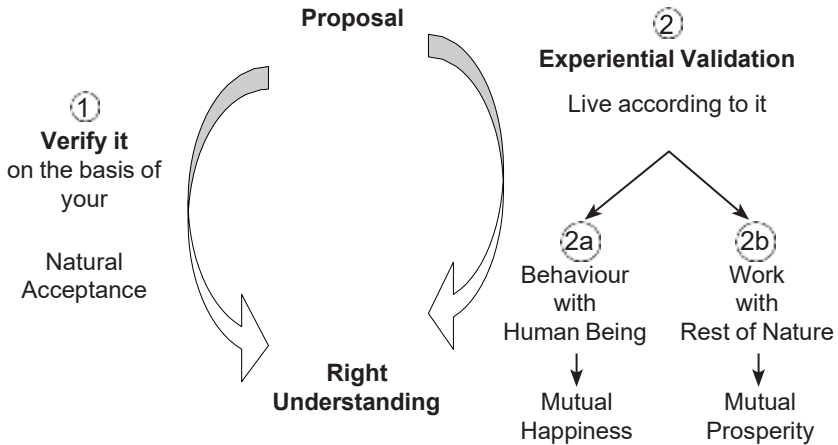 Proposal
1
Verify it
on the basis of
your
Natural
Acceptance
2
Experiential Validation
Live according to it
2a
Behaviour
with
Human Being
Mutual
Happiness
2b
Work
with
Rest of Nature
Mutual
Prosperity
Right
Understanding